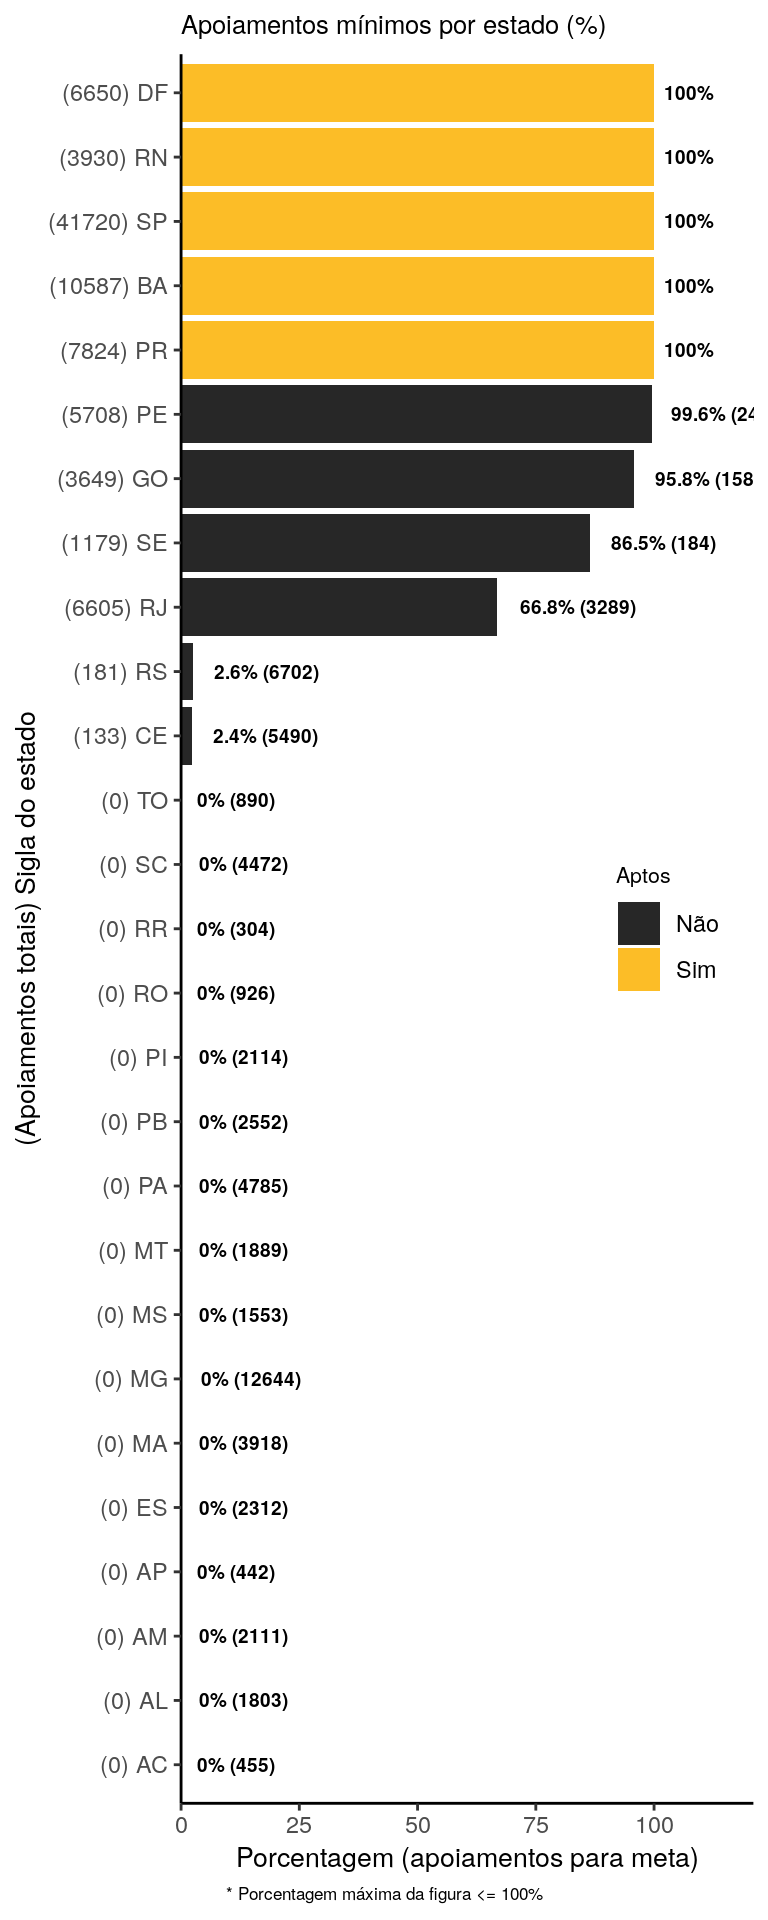 Apoiamentos mínimos por estado (%)
(6650) DF 100%
(3930) RN 100%
(41720) SP 100%
(10587) BA 100%
(7824) PR 100%
(5708) PE 99.6% (24
(3649) GO 95.8% (158
(1179) SE 86.5% (184)
(6605) RJ 66.8% (3289)
(181) RS 2.6% (6702)
(133) CE 2.4% (5490)
(0) TO 0% (890)
(0) SC 0% (4472)
(0) RR 0% (304)
(0) RO 0% (926)
(0) PI 0% (2114)
(0) PB 0% (2552)
(0) PA 0% (4785)
(0) MT 0% (1889)
(0) MS 0% (1553)
(0) MG 0% (12644)
(0) MA 0% (3918)
(0) ES 0% (2312)
(0) AP 0% (442)
(0) AM 0% (2111)
(0) AL 0% (1803)
(0) AC 0% (455)
(Apoiamentos totais) Sigla do estado
Aptos
Não
Sim
0 25 50 75 100
Porcentagem (apoiamentos para meta)
* Porcentagem máxima da figura <= 100%